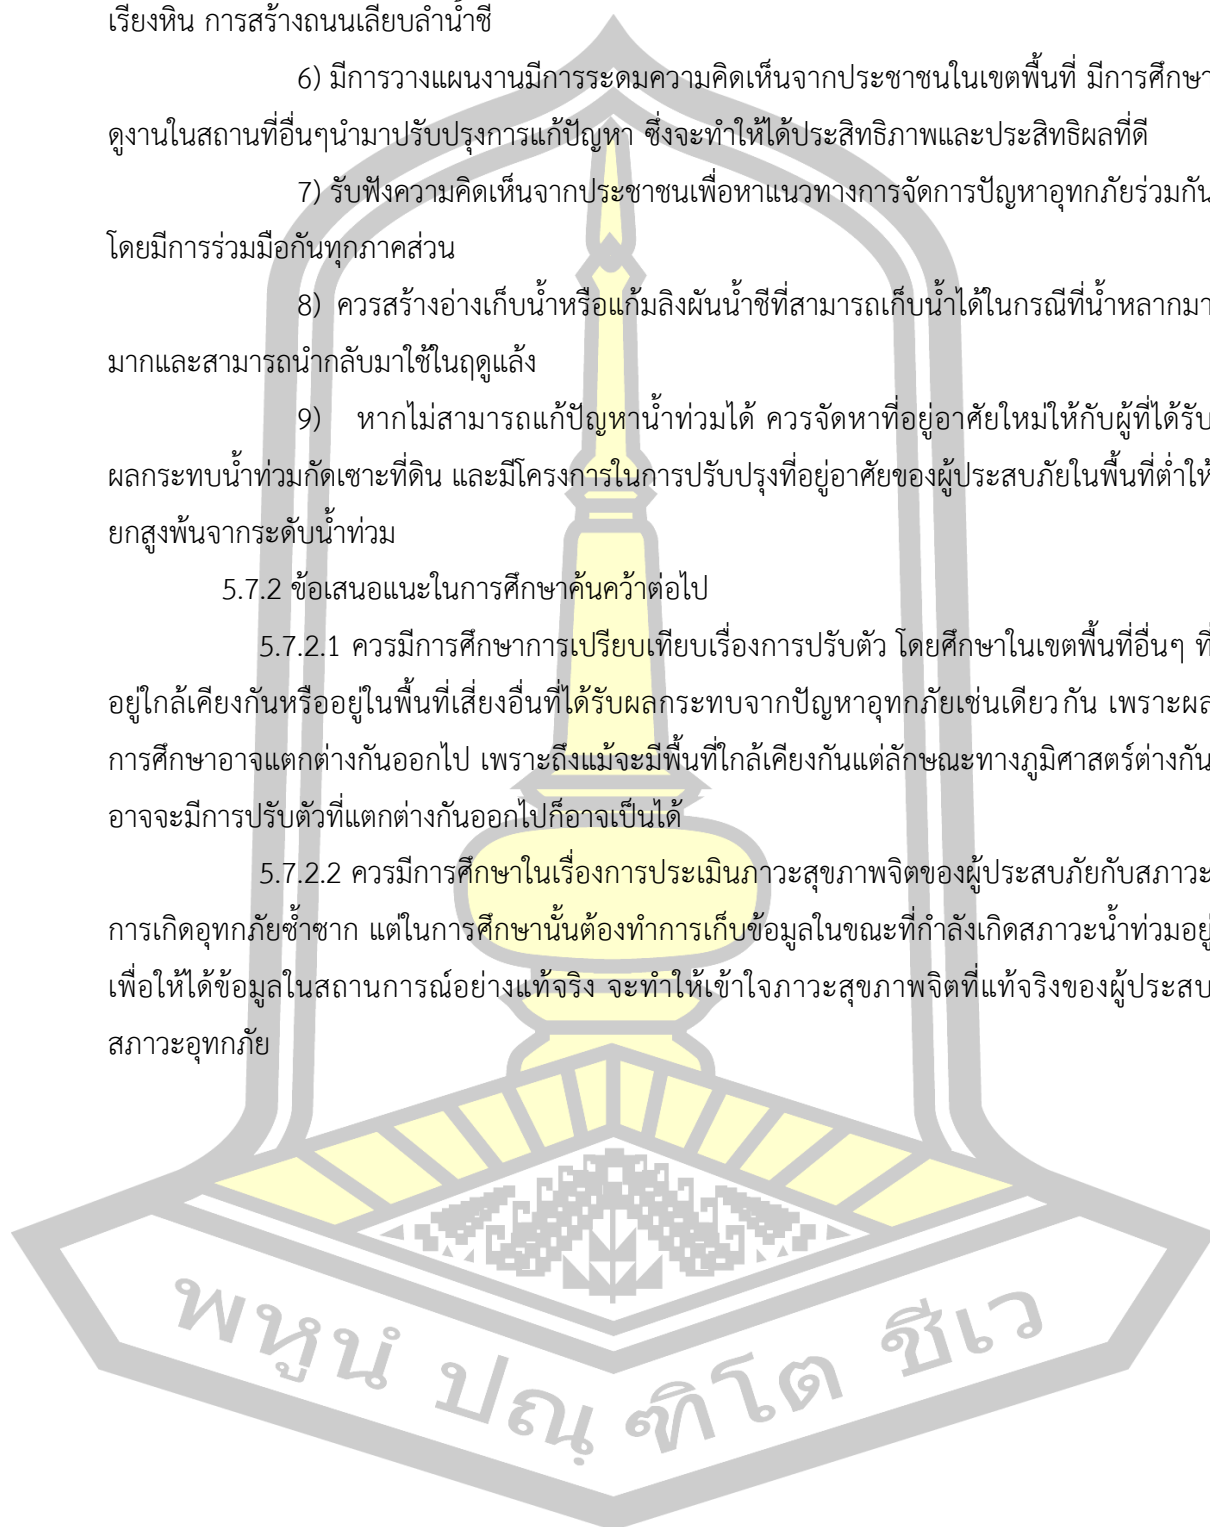 เรียงหิน การสร้างถนนเลียบลำน้ำชี
6) มีการวางแผนงานมีการระดมความคิดเห็นจากประชาชนในเขตพื้นที่ มีการศึกษา
ดูงานในสถานที่อื่นๆนำมาปรับปรุงการแก้ปัญหา ซึ่งจะทำให้ได้ประสิทธิภาพและประสิทธิผลที่ดี
7) รับฟังความคิดเห็นจากประชาชนเพื่อหาแนวทางการจัดการปัญหาอุทกภัยร่วมกัน
โดยมีการร่วมมือกันทุกภาคส่วน
8) ควรสร้างอ่างเก็บน้ำหรือแก้มลิงผันน้ำชีที่สามารถเก็บน้ำได้ในกรณีที่น้ำหลากมา
มากและสามารถนำกลับมาใช้ในฤดูแล้ง
9) หากไม่สามารถแก้ปัญหาน้ำท่วมได้ ควรจัดหาที่อยู่อาศัยใหม่ให้กับผู้ที่ได้รับ
ผลกระทบน้ำท่วมกัดเซาะที่ดิน และมีโครงการในการปรับปรุงที่อยู่อาศัยของผู้ประสบภัยในพื้นที่ต่ำให้
ยกสูงพ้นจากระดับน้ำท่วม
5.7.2 ข้อเสนอแนะในการศึกษาค้นคว้าต่อไป
5.7.2.1 ควรมีการศึกษาการเปรียบเทียบเรื่องการปรับตัว โดยศึกษาในเขตพื้นที่อื่นๆ ที่
อยู่ใกล้เคียงกันหรืออยู่ในพื้นที่เสี่ยงอื่นที่ได้รับผลกระทบจากปัญหาอุทกภัยเช่นเดียวกัน เพราะผล
การศึกษาอาจแตกต่างกันออกไป เพราะถึงแม้จะมีพื้นที่ใกล้เคียงกันแต่ลักษณะทางภูมิศาสตร์ต่างกัน
อาจจะมีการปรับตัวที่แตกต่างกันออกไปก็อาจเป็นได้
5.7.2.2 ควรมีการศึกษาในเรื่องการประเมินภาวะสุขภาพจิตของผู้ประสบภัยกับสภาวะ
การเกิดอุทกภัยซ้ำซาก แต่ในการศึกษานั้นต้องทำการเก็บข้อมูลในขณะที่กำลังเกิดสภาวะน้ำท่วมอยู่
เพื่อให้ได้ข้อมูลในสถานการณ์อย่างแท้จริง จะทำให้เข้าใจภาวะสุขภาพจิตที่แท้จริงของผู้ประสบ
สภาวะอุทกภัย
พหูนํ ปณฺฑิโต ชีเว